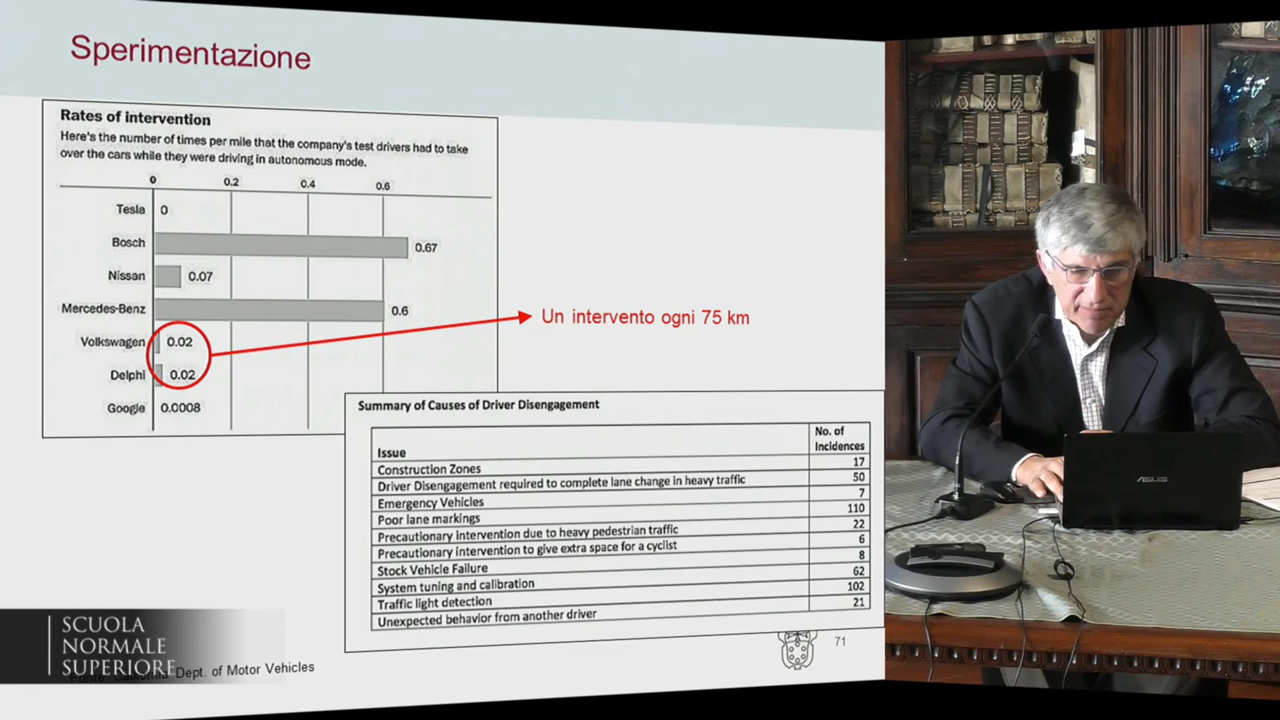 Sperimentazione
Rates of intervention
Here's the number of times per mile that the company's test drivers had to take
over the cars while they were driving in autonomous mode.
0 0.2 0.4 0.6
Tesla 0
Bosch 0.67
Nissan 0.07
Mercedes-Benz 0.6
Volkswagen 0.02
Delphi 0.02
Google 0.0008
Un intervento ogni 75 km
Summary of Causes of Driver Disengagement
Issue No. of Incidences
Construction Zones 17
Driver Disengagement required to complete lane change in heavy traffic 50
Emergency Vehicles 7
Poor lane markings 110
Precautionary intervention due to heavy pedestrian traffic 22
Precautionary intervention to give extra space for a cyclist 6
Stock Vehicle Failure 8
System tuning and calibration 62
Traffic light detection 102
Unexpected behavior from another driver 21
SCUOLA
NORMALE
SUPERIORE
Dept. of Motor Vehicles
71
ASUS